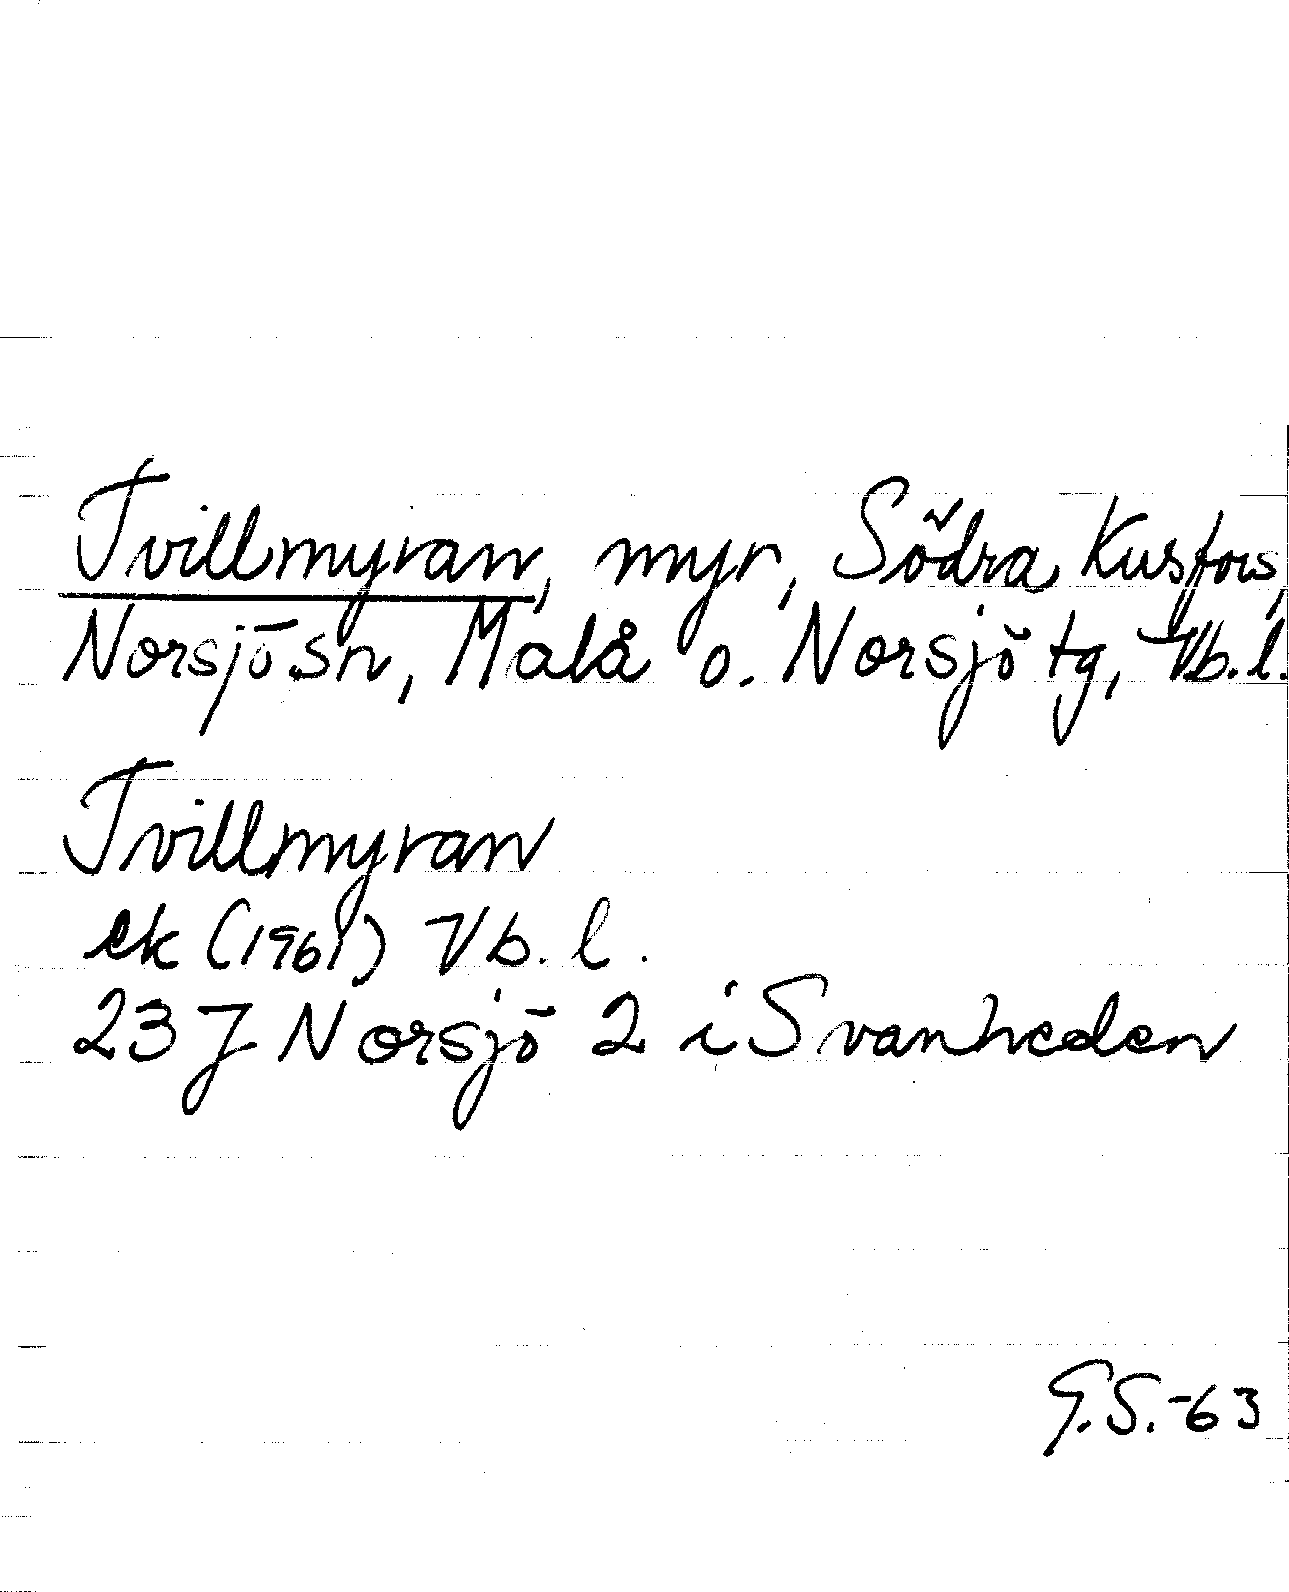 Tvillmyran, myr, Södra Kusfors,
Norsjö sn, Malå o. Norsjö tg, Vb. l.
Tvillmyran
ek (1961) Vb. l.
23 J Norsjö 2 i Svanheden
G.S.-63